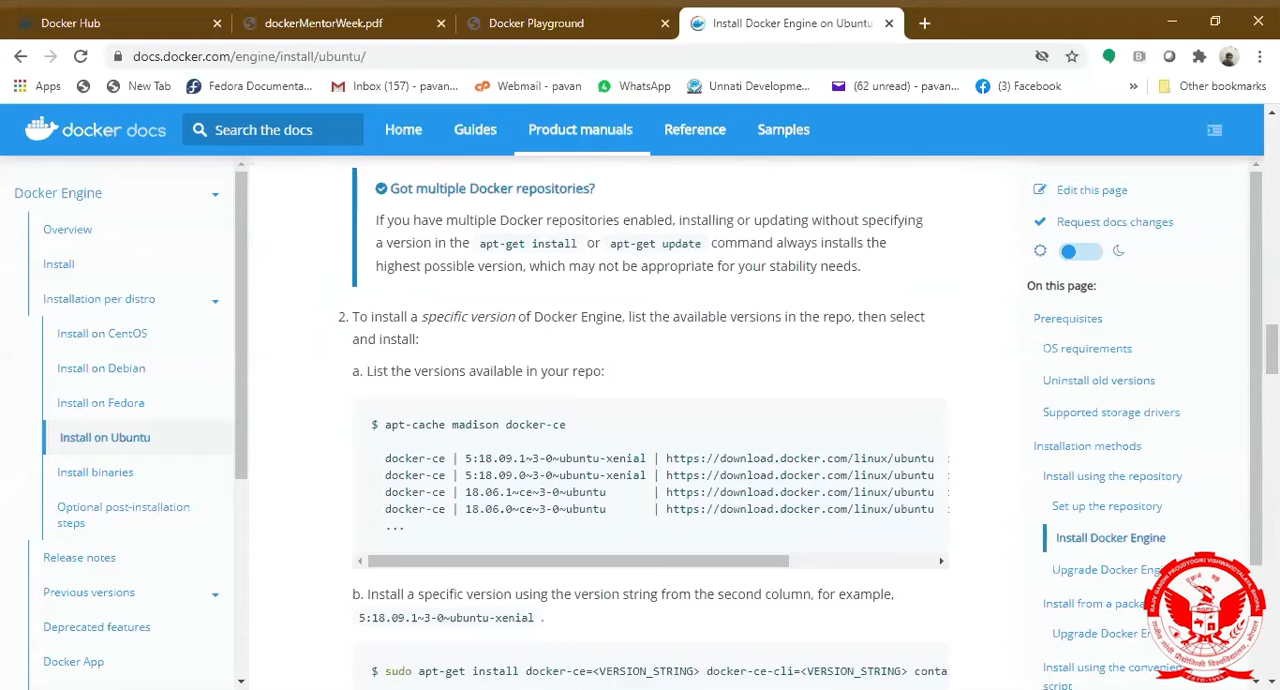 Docker Hub
dockerMentorWeek.pdf
Docker Playground
Install Docker Engine on Ubuntu
docs.docker.com/engine/install/ubuntu/
Apps
New Tab
Fedora Documenta...
Inbox (157) - pavan...
Webmail - pavan
WhatsApp
Unnati Developme...
(62 unread) - pavan...
(3) Facebook
»
Other bookmarks
docker docs
Search the docs
Home
Guides
Product manuals
Reference
Samples
Docker Engine
Overview
Install
Installation per distro
Install on CentOS
Install on Debian
Install on Fedora
Install on Ubuntu
Install binaries
Optional post-installation
steps
Release notes
Previous versions
Deprecated features
Docker App
Got multiple Docker repositories?
If you have multiple Docker repositories enabled, installing or updating without specifying
a version in the apt-get install or apt-get update command always installs the
highest possible version, which may not be appropriate for your stability needs.
2. To install a specific version of Docker Engine, list the available versions in the repo, then select
and install:
a. List the versions available in your repo:
$ apt-cache madison docker-ce
docker-ce | 5:18.09.1~3-0~ubuntu-xenial | https://download.docker.com/linux/ubuntu
docker-ce | 5:18.09.0~3-0~ubuntu-xenial | https://download.docker.com/linux/ubuntu
docker-ce | 18.06.1~ce~3-0~ubuntu | https://download.docker.com/linux/ubuntu
docker-ce | 18.06.0~ce~3-0~ubuntu | https://download.docker.com/linux/ubuntu
...
b. Install a specific version using the version string from the second column, for example,
5:18.09.1~3-0~ubuntu-xenial .
$ sudo apt-get install docker-ce=<VERSION_STRING> docker-ce-cli=<VERSION_STRING> conta
Edit this page
Request docs changes
On this page:
Prerequisites
OS requirements
Uninstall old versions
Supported storage drivers
Installation methods
Install using the repository
Set up the repository
Install Docker Engine
Upgrade Docker Eng
Install from a packa
Upgrade Docker E
Install using the convenien
script
RAJIV GANDHI PROUDYOGIKI VISHWAVIDYALAYA, BHOPAL